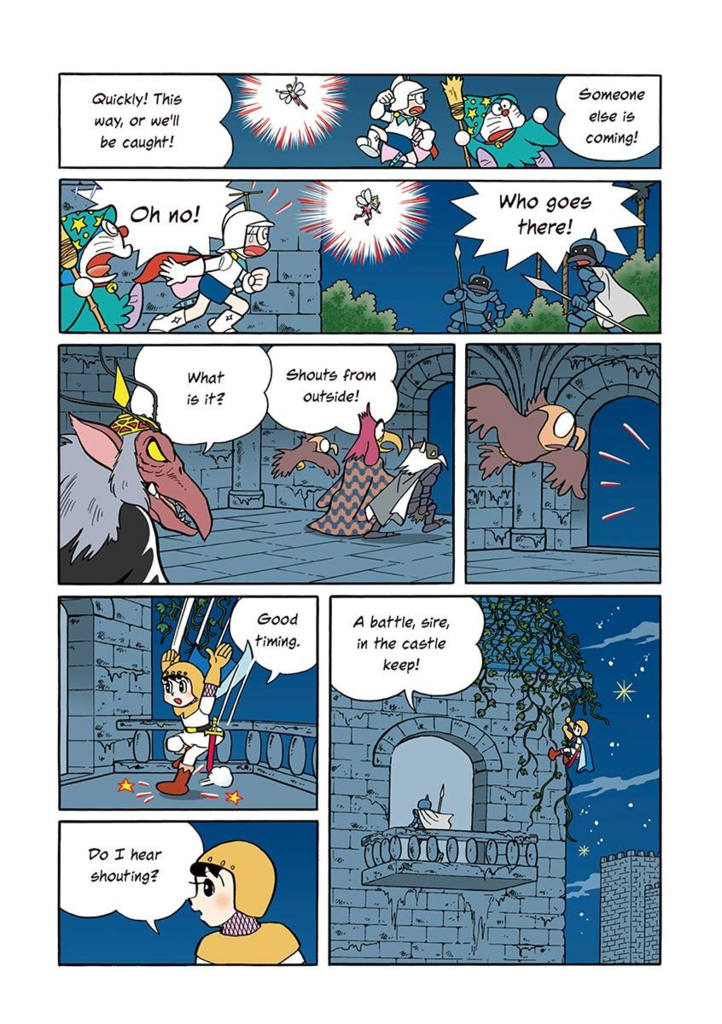 Quickly! This
way, or we'll
be caught!
Someone
else is
coming!
Oh no!
Who goes
there!
What
is it?
Shouts from
outside!
Good
timing.
Do I hear
shouting?
A battle, sire,
in the castle
keep!